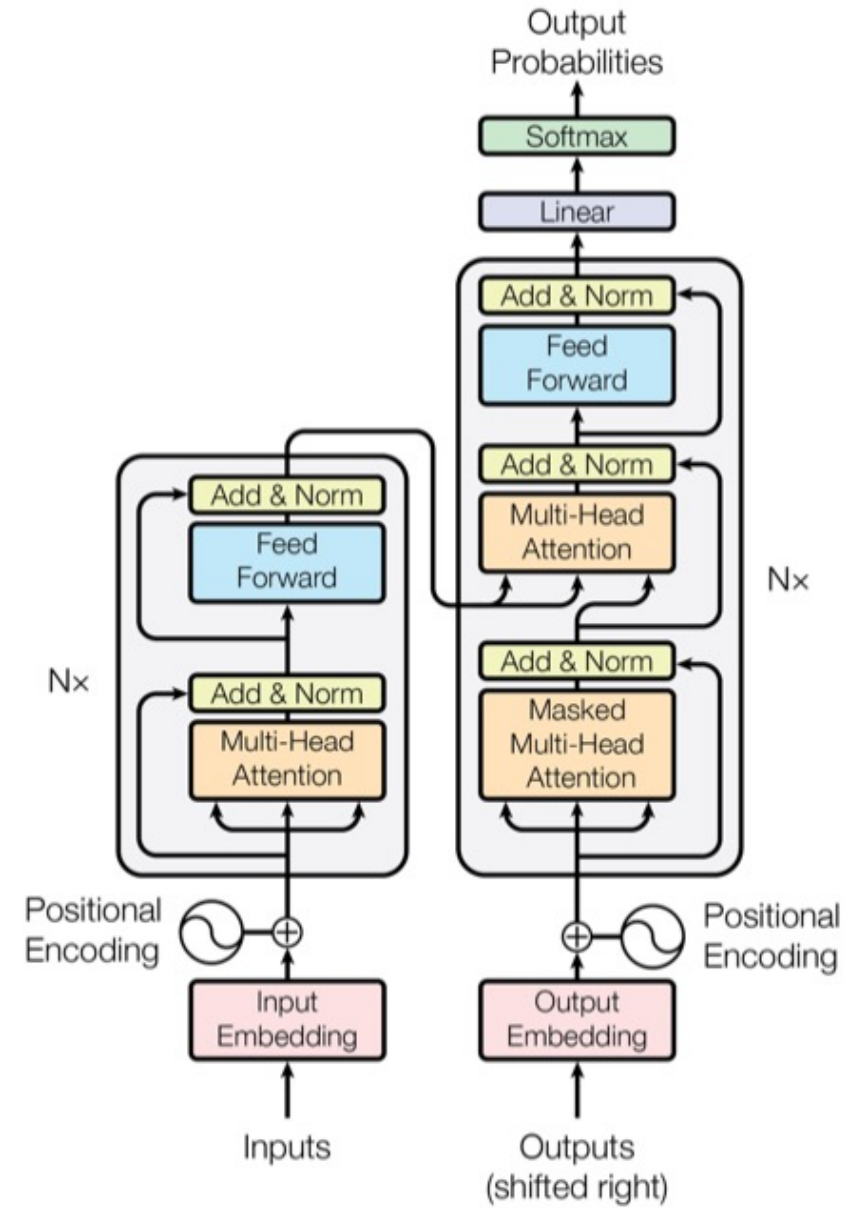 Output
Probabilities
Softmax
Linear
Add & Norm
Feed
Forward
Add & Norm
Multi-Head
Attention
Nx
Add & Norm
Masked
Multi-Head
Attention
Add & Norm
Feed
Forward
Nx
Add & Norm
Multi-Head
Attention
Positional
Encoding
Positional
Encoding
Input
Embedding
Output
Embedding
Inputs
Outputs
(shifted right)